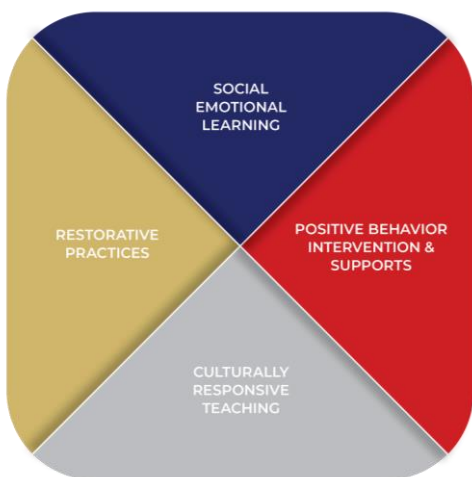 SOCIAL
EMOTIONAL
LEARNING
RESTORATIVE
PRACTICES
POSITIVE BEHAVIOR
INTERVENTION &
SUPPORTS
CULTURALLY
RESPONSIVE
TEACHING